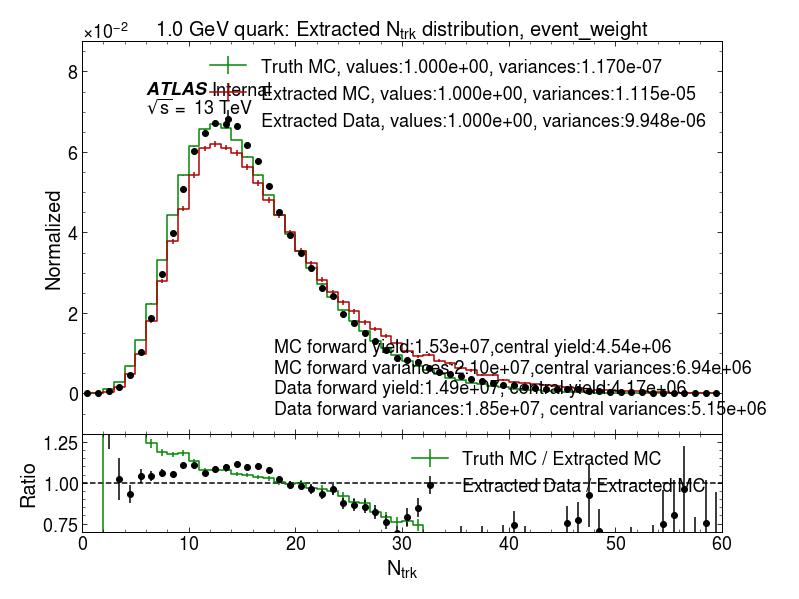 ×10⁻²
1.0 GeV quark: Extracted Ntrk distribution, event_weight
8
6
4
2
0
Normalized
ATLAS Internal
√s = 13 TeV
Truth MC, values:1.000e+00, variances:1.170e-07
Extracted MC, values:1.000e+00, variances:1.115e-05
Extracted Data, values:1.000e+00, variances:9.948e-06
MC forward yield:1.53e+07,central yield:4.54e+06
MC forward variances:2.10e+07,central variances:6.94e+06
Data forward yield:1.49e+07, central yield:4.17e+06
Data forward variances:1.85e+07, central variances:5.15e+06
1.25
1.00
0.75
Ratio
Truth MC / Extracted MC
Extracted Data / Extracted MC
0 10 20 30 40 50 60
Ntrk